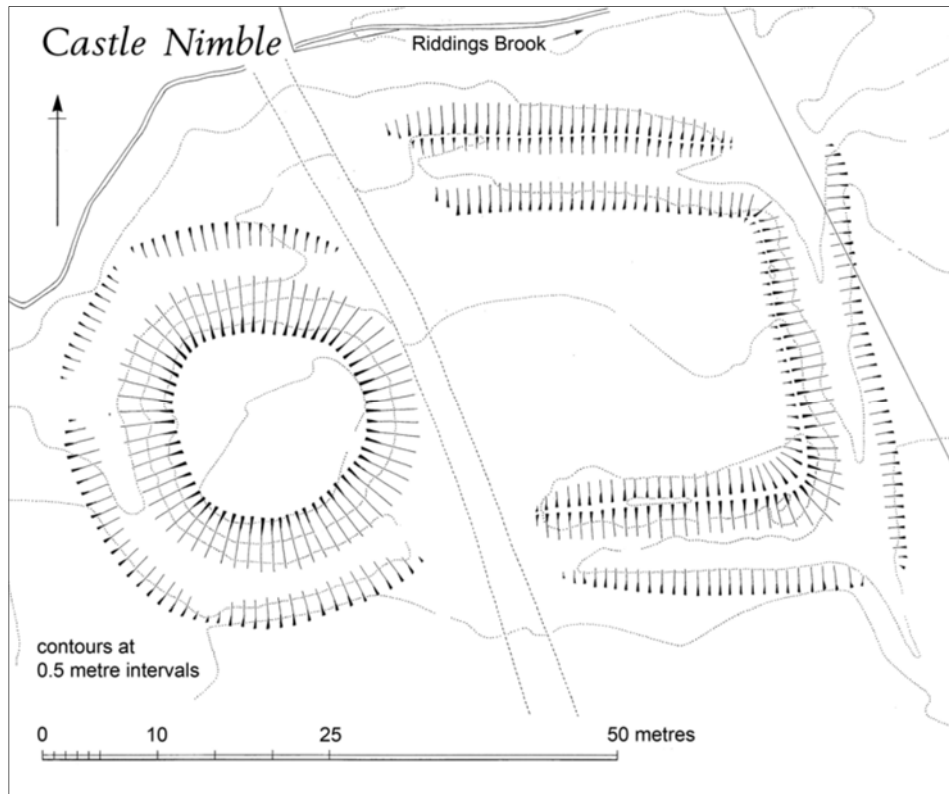 Castle Nimble
Riddings Brook
contours at
0.5 metre intervals
0 10 25 50 metres